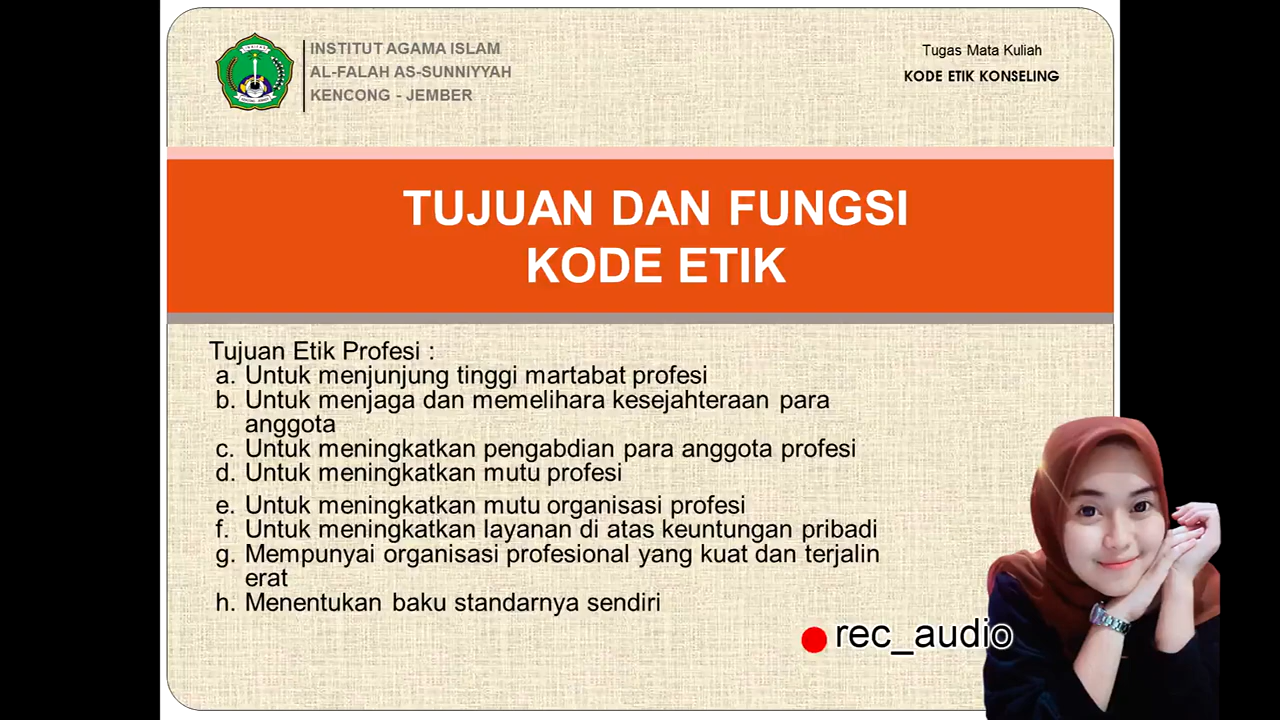 INSTITUT AGAMA ISLAM
AL-FALAH AS-SUNNIYYAH
KENCONG - JEMBER
Tugas Mata Kuliah
KODE ETIK KONSELING
TUJUAN DAN FUNGSI
KODE ETIK
Tujuan Etik Profesi :
a. Untuk menjunjung tinggi martabat profesi
b. Untuk menjaga dan memelihara kesejahteraan para
anggota
c. Untuk meningkatkan pengabdian para anggota profesi
d. Untuk meningkatkan mutu profesi
e. Untuk meningkatkan mutu organisasi profesi
f. Untuk meningkatkan layanan di atas keuntungan pribadi
g. Mempunyai organisasi profesional yang kuat dan terjalin
erat
h. Menentukan baku standarnya sendiri
rec_audio